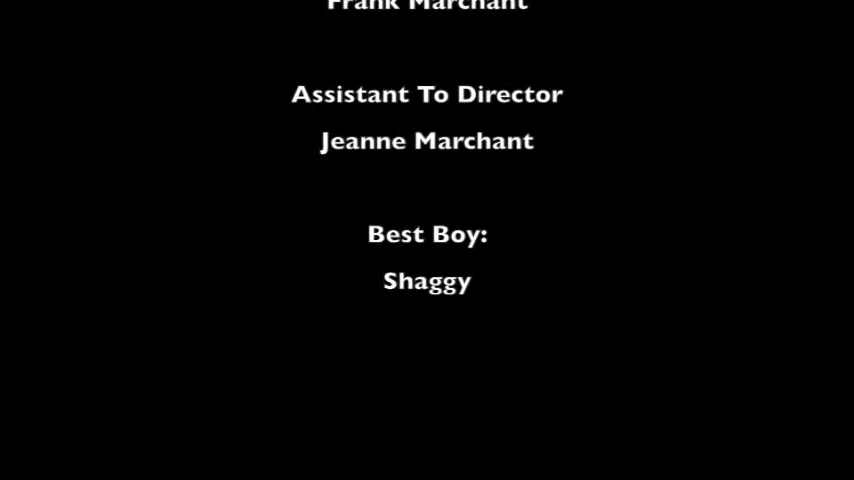 Frank Marchant
Assistant To Director
Jeanne Marchant
Best Boy:
Shaggy